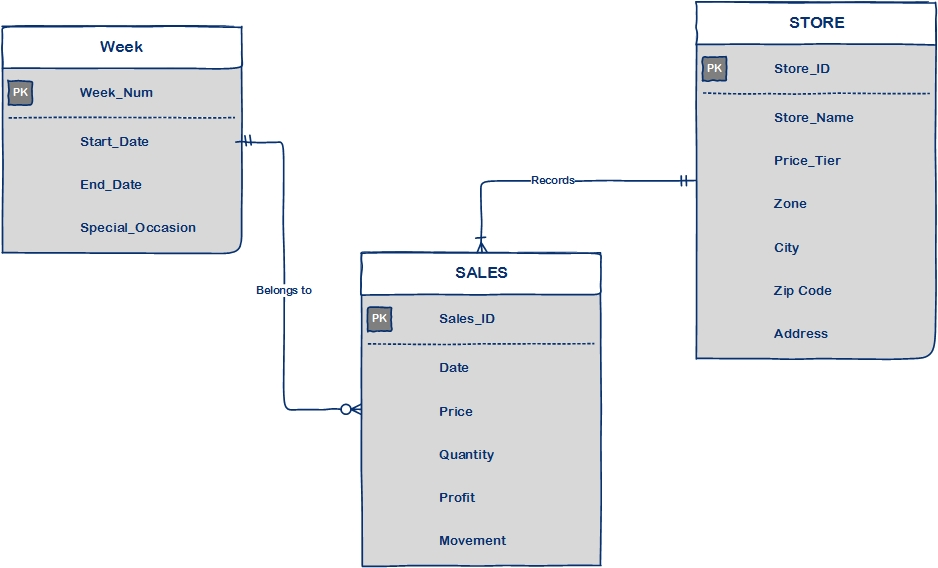 Week
PK
Week_Num
Start_Date
End_Date
Special_Occasion
Belongs to
SALES
PK
Sales_ID
Date
Price
Quantity
Profit
Movement
Records
STORE
PK
Store_ID
Store_Name
Price_Tier
Zone
City
Zip Code
Address